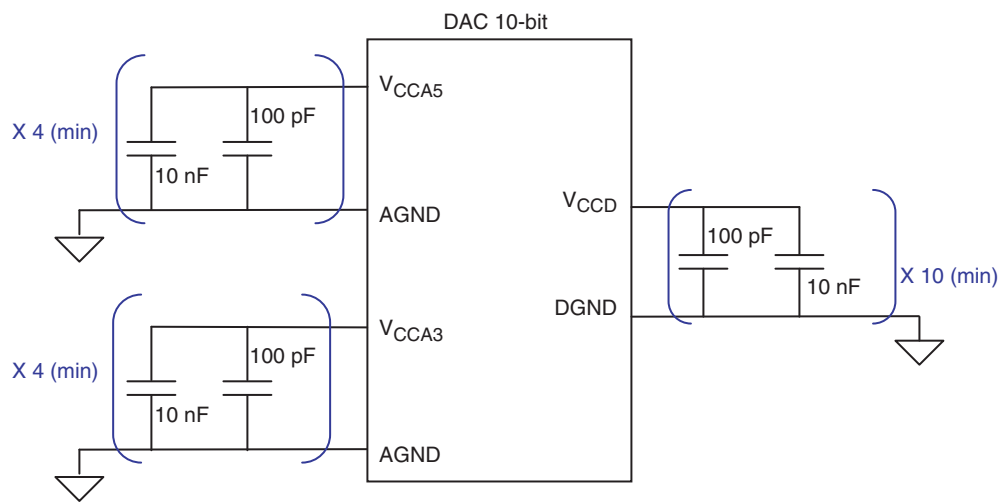 DAC 10-bit
VCCA5
100 pF
X 4 (min)
10 nF
AGND
VCCD
100 pF
X 10 (min)
10 nF
DGND
VCCA3
100 pF
X 4 (min)
10 nF
AGND